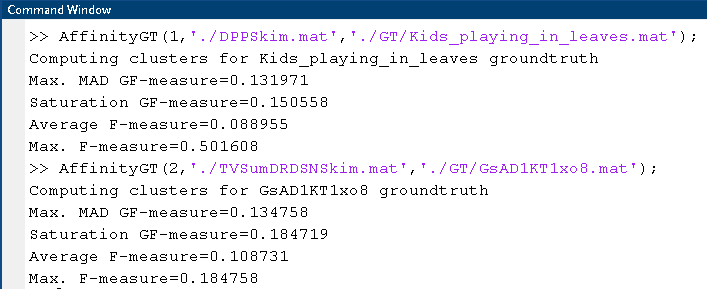 Command Window
>> AffinityGT(1,'./DPPSkim.mat','./GT/Kids_playing_in_leaves.mat');
Computing clusters for Kids_playing_in_leaves groundtruth
Max. MAD GF-measure=0.131971
Saturation GF-measure=0.150558
Average F-measure=0.088955
Max. F-measure=0.501608
>> AffinityGT(2,'./TVSumDRDSNSkim.mat','./GT/GsAD1KT1xo8.mat');
Computing clusters for GsAD1KT1xo8 groundtruth
Max. MAD GF-measure=0.134758
Saturation GF-measure=0.184719
Average F-measure=0.108731
Max. F-measure=0.184758